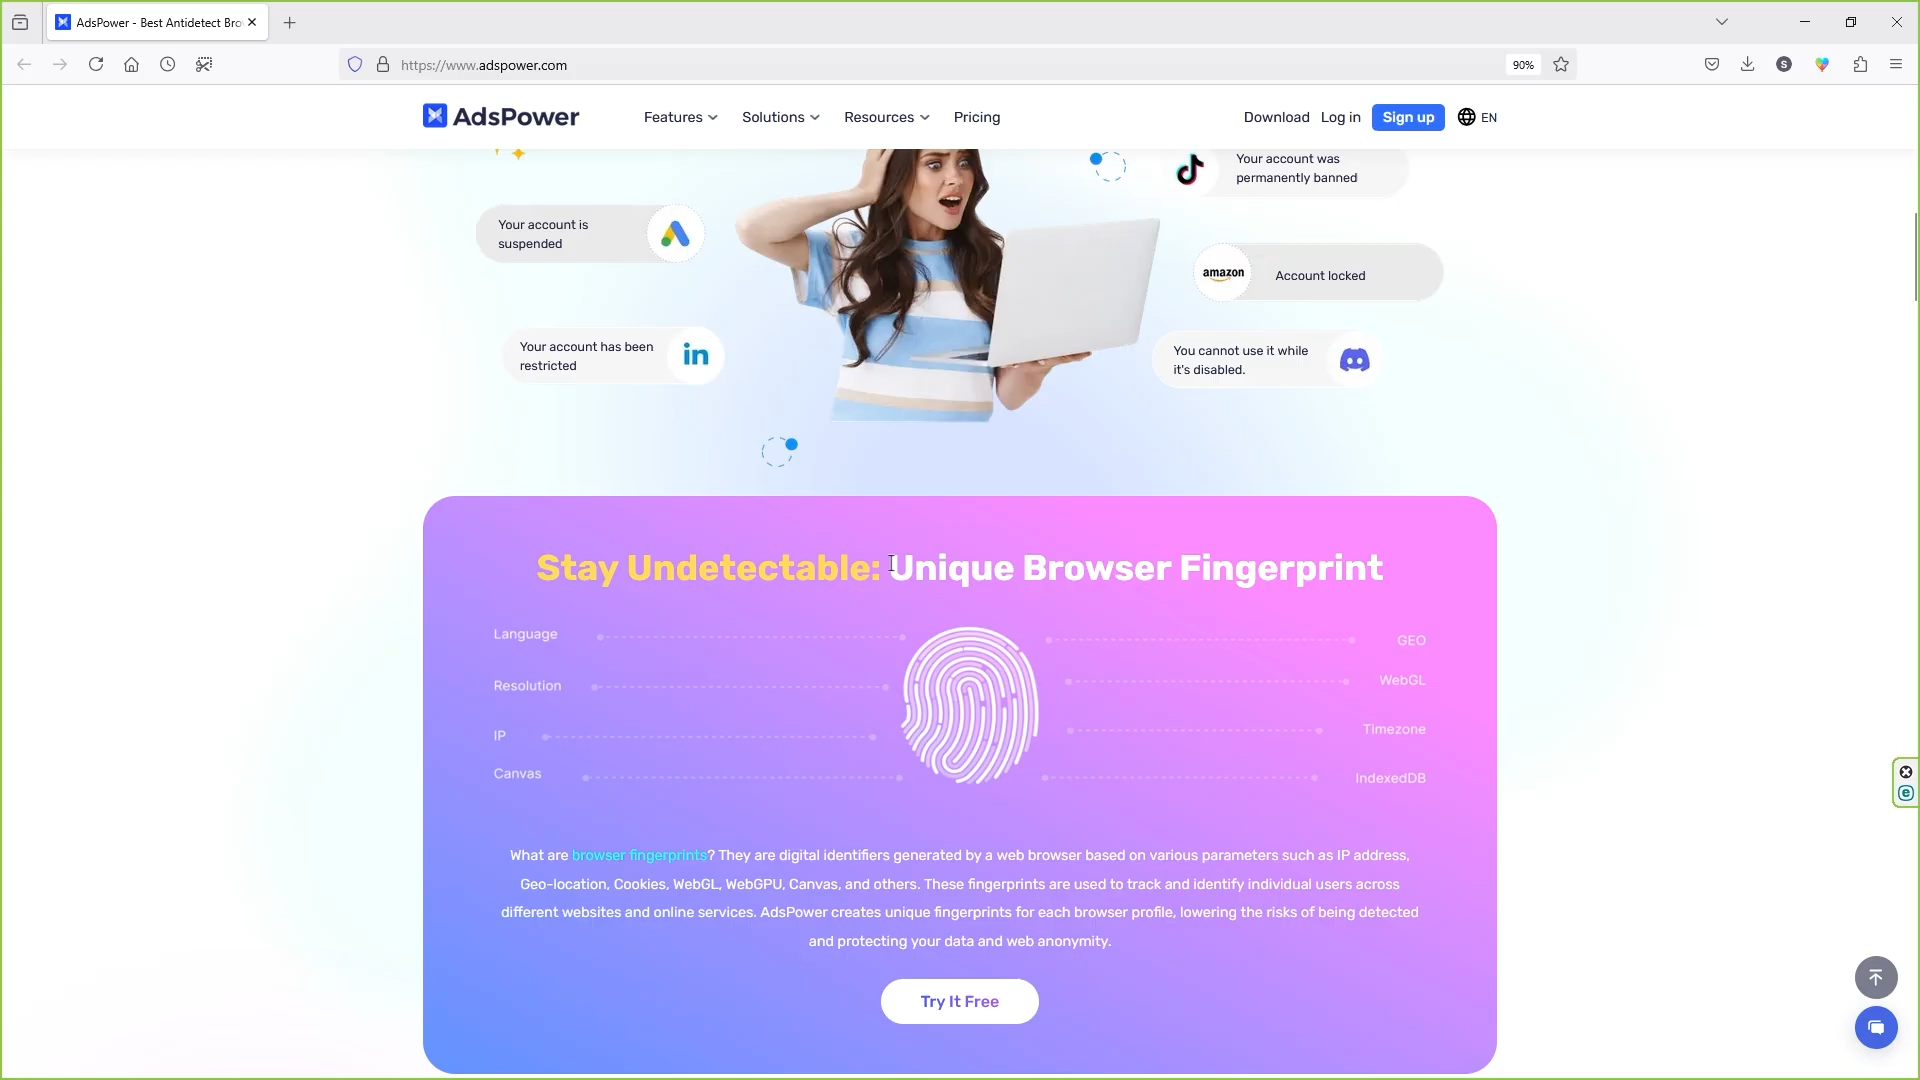 AdsPower - Best Antidetect Bro
https://www.adspower.com
90%
S
AdsPower
Features
Solutions
Resources
Pricing
Download
Log in
Sign up
EN
Your account was
permanently banned
Your account is
suspended
amazon
Account locked
Your account has been
restricted
in
You cannot use it while
it's disabled.
Stay Undetectable: Unique Browser Fingerprint
Language
GEO
Resolution
WebGL
IP
Timezone
Canvas
IndexedDB
What are browser fingerprints? They are digital identifiers generated by a web browser based on various parameters such as IP address,
Geo-location, Cookies, WebGL, WebGPU, Canvas, and others. These fingerprints are used to track and identify individual users across
different websites and online services. AdsPower creates unique fingerprints for each browser profile, lowering the risks of being detected
and protecting your data and web anonymity.
Try It Free